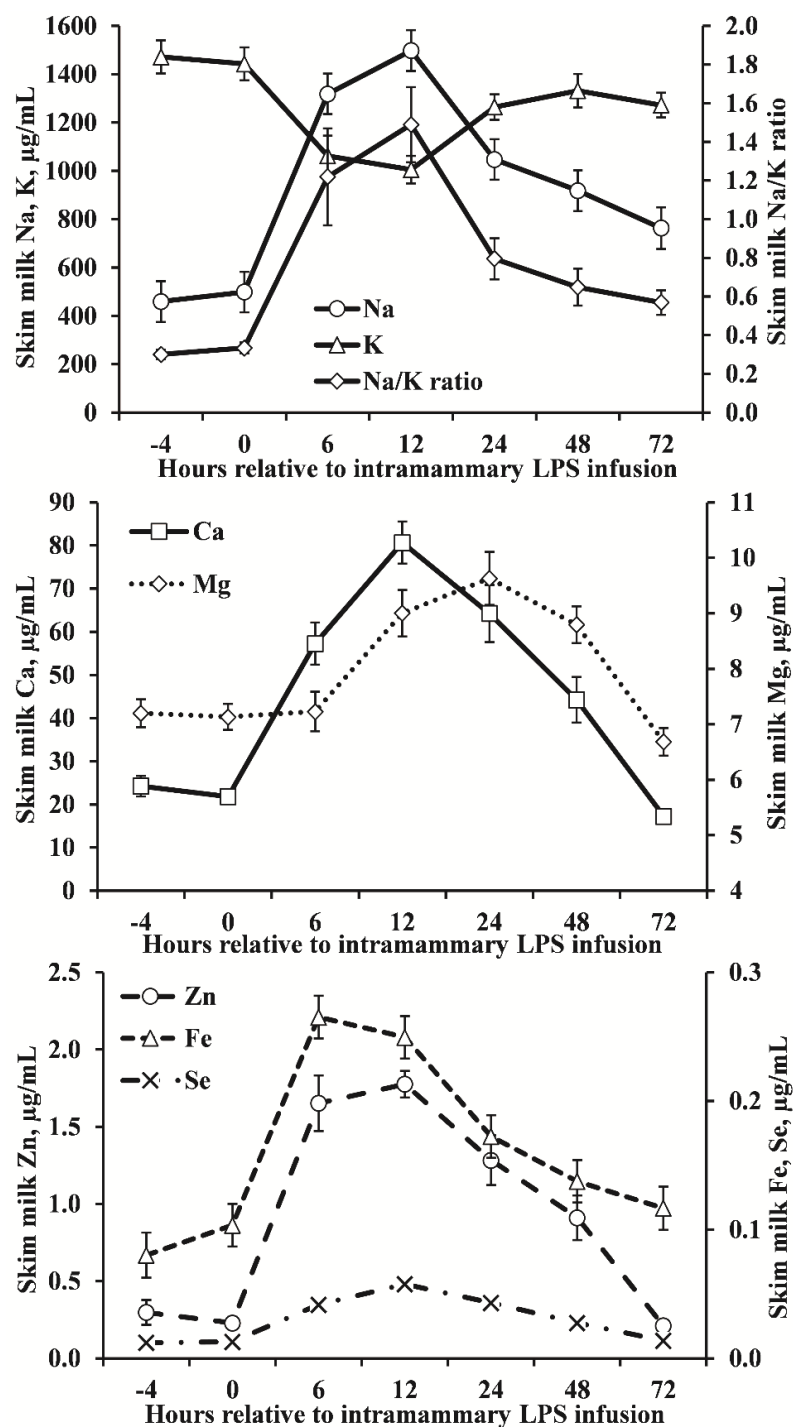 1600
1400
1200
1000
800
600
400
200
0
Skim milk Na, K, µg/mL
2.0
1.8
1.6
1.4
1.2
1.0
0.8
0.6
0.4
0.2
0.0
Skim milk Na/K ratio
Na
K
Na/K ratio
-4 0 6 12 24 48 72
Hours relative to intramammary LPS infusion
90
80
70
60
50
40
30
20
10
0
Skim milk Ca, µg/mL
11
10
9
8
7
6
5
4
Skim milk Mg, µg/mL
Ca
Mg
-4 0 6 12 24 48 72
Hours relative to intramammary LPS infusion
2.5
2.0
1.5
1.0
0.5
0.0
Skim milk Zn, µg/mL
0.3
0.2
0.1
0.0
Skim milk Fe, Se, µg/mL
Zn
Fe
Se
-4 0 6 12 24 48 72
Hours relative to intramammary LPS infusion